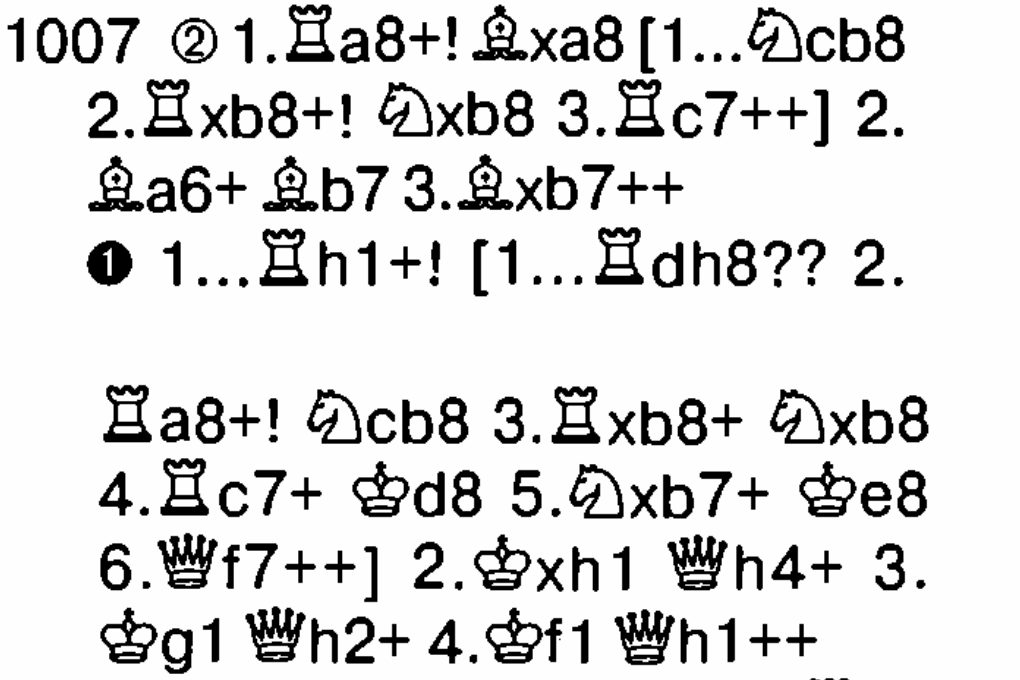 1007 ② 1.♖a8+! ♗xa8 [1...♘cb8
2.♖xb8+! ♘xb8 3.♖c7++] 2.
♗a6+ ♗b7 3.♗xb7++
❶ 1...♖h1+! [1...♖dh8?? 2.
♖a8+! ♘cb8 3.♖xb8+ ♘xb8
4.♖c7+ ♔d8 5.♘xb7+ ♔e8
6.♕f7++] 2.♔xh1 ♕h4+ 3.
♔g1 ♕h2+ 4.♔f1 ♕h1++